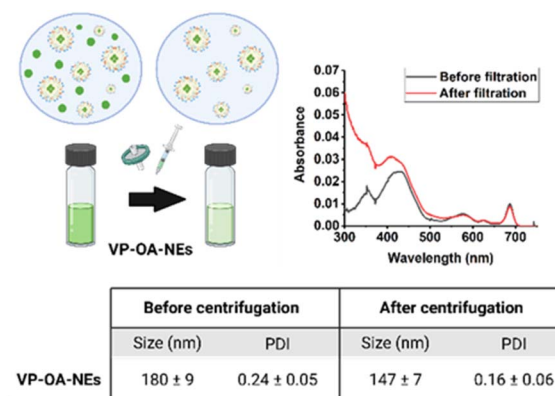 VP-OA-NEs
Before filtration
After filtration
Absorbance
0.07
0.06
0.05
0.04
0.03
0.02
0.01
0.00
300 400 500 600 700
Wavelength (nm)
Before centrifugation After centrifugation
Size (nm) PDI Size (nm) PDI
VP-OA-NEs 180 ± 9 0.24 ± 0.05 147 ± 7 0.16 ± 0.06